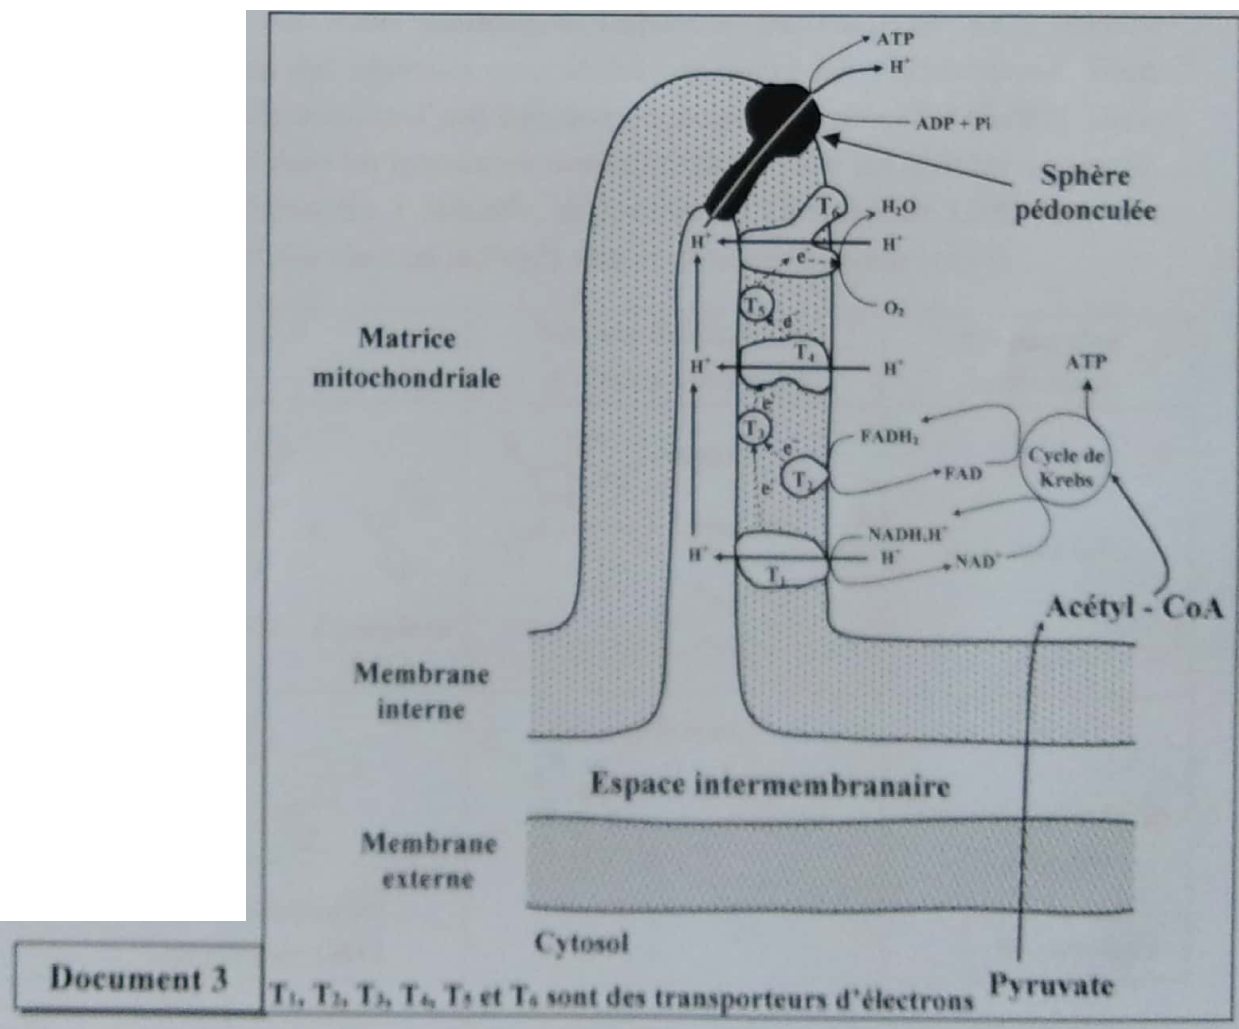 ATP
H⁺
ADP + Pi
Sphère
pédonculée
T₆
H₂O
H⁺
H⁺
e⁻
T₅
O₂
e⁻
Matrice
mitochondriale
T₄
H⁺
H⁺
ATP
e⁻
T₃
FADH₂
e⁻
Cycle de
Krebs
T₂
FAD
e⁻
NADH,H⁺
H⁺
H⁺
NAD⁺
T₁
Acétyl - CoA
Membrane
interne
Espace intermembranaire
Membrane
externe
Cytosol
Document 3
Pyruvate
T₁, T₂, T₃, T₄, T₅ et T₆ sont des transporteurs d'électrons